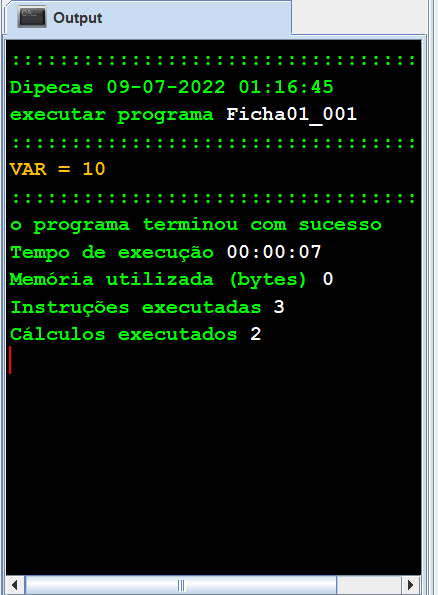 Output
::::::::::::::::::::::::::::::::::
Dipecas 09-07-2022 01:16:45
executar programa Ficha01_001
::::::::::::::::::::::::::::::::::
VAR = 10
::::::::::::::::::::::::::::::::::
o programa terminou com sucesso
Tempo de execução 00:00:07
Memória utilizada (bytes) 0
Instruções executadas 3
Cálculos executados 2